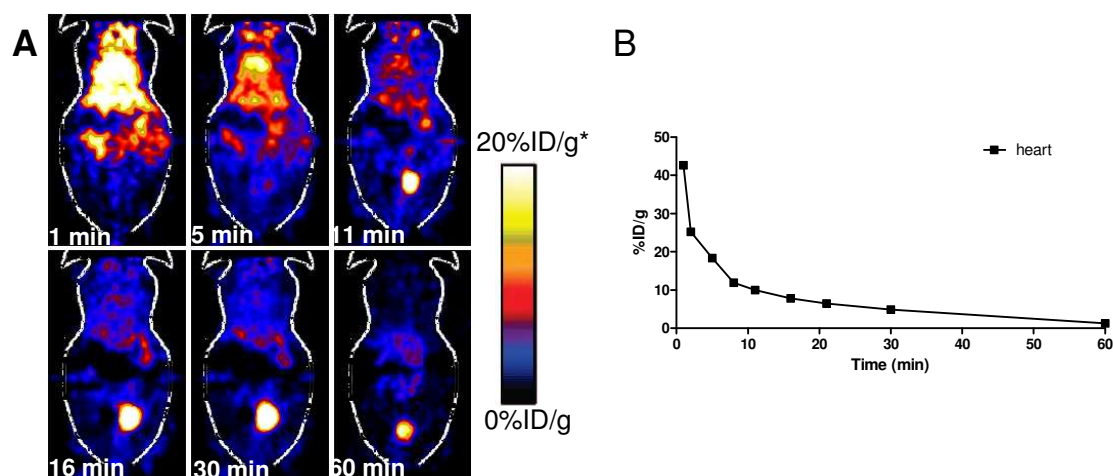 A
1 min
5 min
11 min
16 min
30 min
60 min
20%ID/g*
0%ID/g
B
50
40
30
20
10
0
%ID/g
heart
0 10 20 30 40 50 60
Time (min)